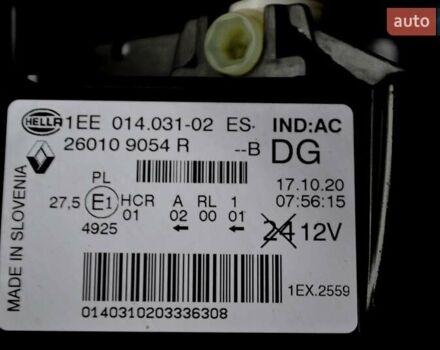 auto
HELLA 1EE 014.031-02 ES- IND:AC
26010 9054 R --B DG
MADE IN SLOVENIA
PL
17.10.20
27,5 E1 HCR A RL 1 07:56:15
01 02 00 01
4925 ← ← 24 12V
1EX.2559
0140310203336308